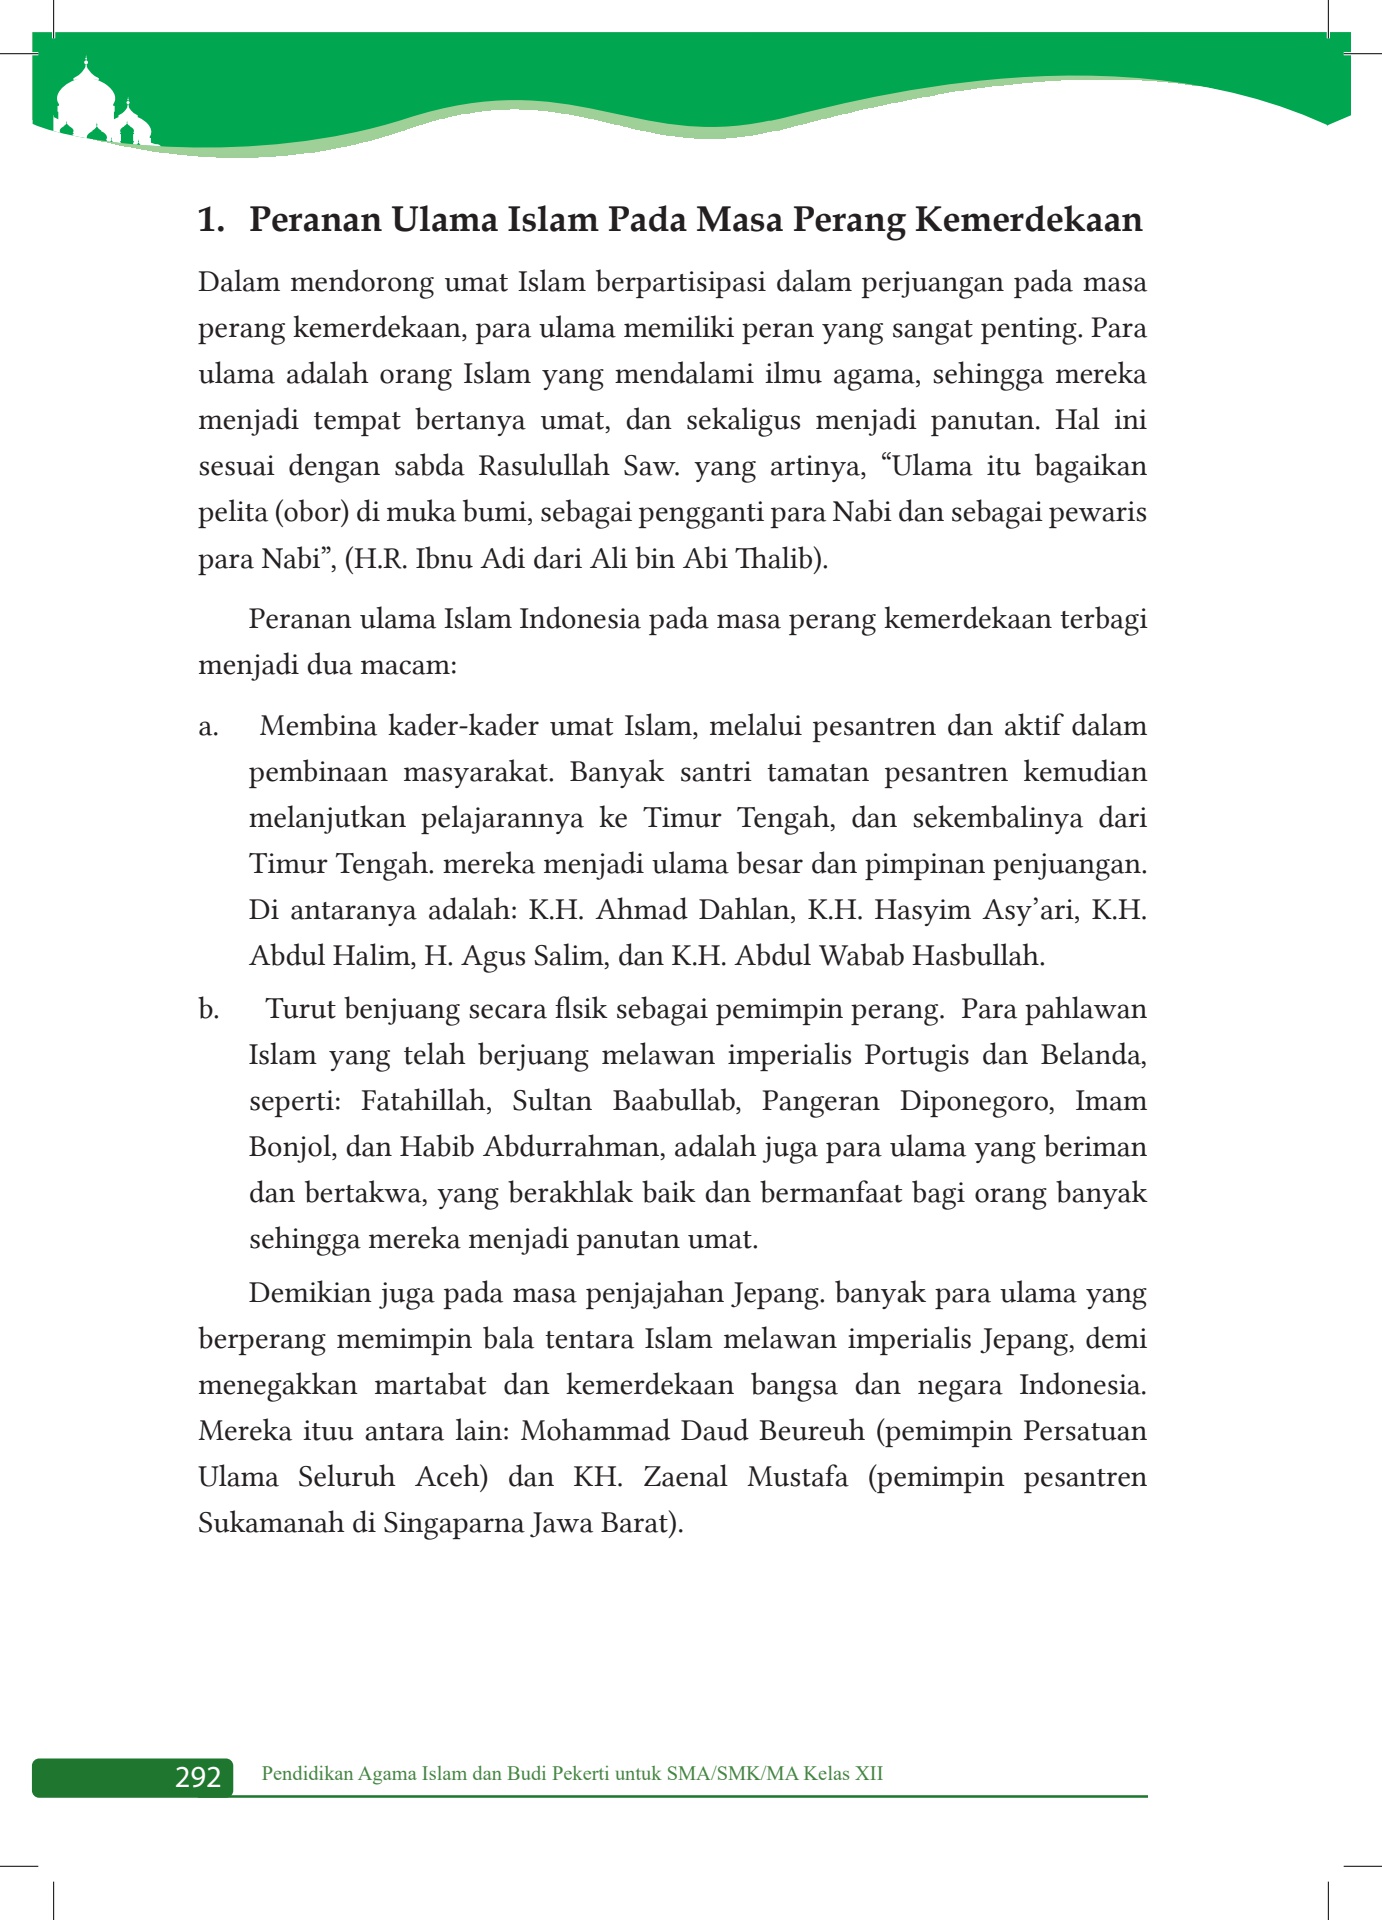 1. Peranan Ulama Islam Pada Masa Perang Kemerdekaan
Dalam mendorong umat Islam berpartisipasi dalam perjuangan pada masa
perang kemerdekaan, para ulama memiliki peran yang sangat penting. Para
ulama adalah orang Islam yang mendalami ilmu agama, sehingga mereka
menjadi tempat bertanya umat, dan sekaligus menjadi panutan. Hal ini
sesuai dengan sabda Rasulullah Saw. yang artinya, “Ulama itu bagaikan
pelita (obor) di muka bumi, sebagai pengganti para Nabi dan sebagai pewaris
para Nabi”, (H.R. Ibnu Adi dari Ali bin Abi Thalib).
Peranan ulama Islam Indonesia pada masa perang kemerdekaan terbagi
menjadi dua macam:
a. Membina kader-kader umat Islam, melalui pesantren dan aktif dalam
pembinaan masyarakat. Banyak santri tamatan pesantren kemudian
melanjutkan pelajarannya ke Timur Tengah, dan sekembalinya dari
Timur Tengah. mereka menjadi ulama besar dan pimpinan penjuangan.
Di antaranya adalah: K.H. Ahmad Dahlan, K.H. Hasyim Asy’ari, K.H.
Abdul Halim, H. Agus Salim, dan K.H. Abdul Wabab Hasbullah.
b. Turut benjuang secara flsik sebagai pemimpin perang. Para pahlawan
Islam yang telah berjuang melawan imperialis Portugis dan Belanda,
seperti: Fatahillah, Sultan Baabullab, Pangeran Diponegoro, Imam
Bonjol, dan Habib Abdurrahman, adalah juga para ulama yang beriman
dan bertakwa, yang berakhlak baik dan bermanfaat bagi orang banyak
sehingga mereka menjadi panutan umat.
Demikian juga pada masa penjajahan Jepang. banyak para ulama yang
berperang memimpin bala tentara Islam melawan imperialis Jepang, demi
menegakkan martabat dan kemerdekaan bangsa dan negara Indonesia.
Mereka ituu antara lain: Mohammad Daud Beureuh (pemimpin Persatuan
Ulama Seluruh Aceh) dan KH. Zaenal Mustafa (pemimpin pesantren
Sukamanah di Singaparna Jawa Barat).
292 Pendidikan Agama Islam dan Budi Pekerti untuk SMA/SMK/MA Kelas XII